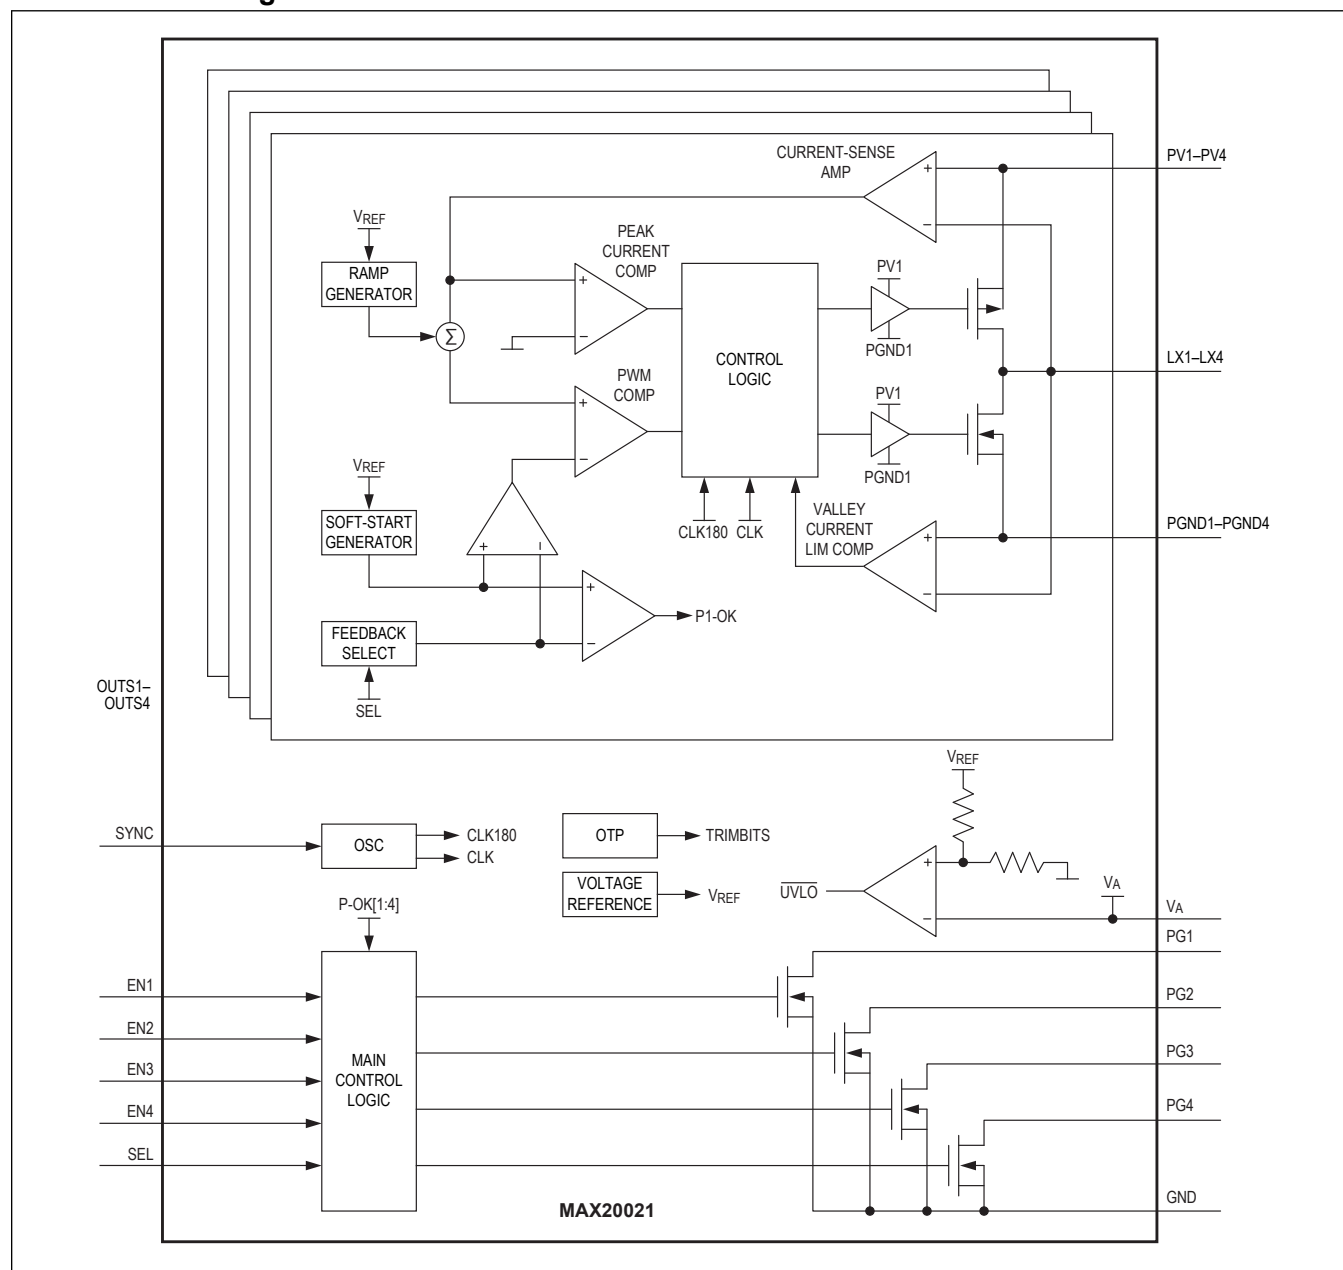 CURRENT-SENSE
AMP
PV1–PV4
VREF
PEAK
CURRENT
COMP
RAMP
GENERATOR
+
−
+
−
Σ
PV1
PGND1
CONTROL
LOGIC
LX1–LX4
PWM
COMP
+
−
PV1
PGND1
VREF
SOFT-START
GENERATOR
+
−
CLK180
CLK
VALLEY
CURRENT
LIM COMP
+
−
PGND1–PGND4
+
−
P1-OK
FEEDBACK
SELECT
SEL
OUTS1–
OUTS4
VREF
SYNC
OSC
CLK180
CLK
OTP
TRIMBITS
VOLTAGE
REFERENCE
VREF
UVLO
+
−
VA
VA
P-OK[1:4]
PG1
EN1
EN2
EN3
EN4
SEL
MAIN
CONTROL
LOGIC
PG2
PG3
PG4
GND
MAX20021